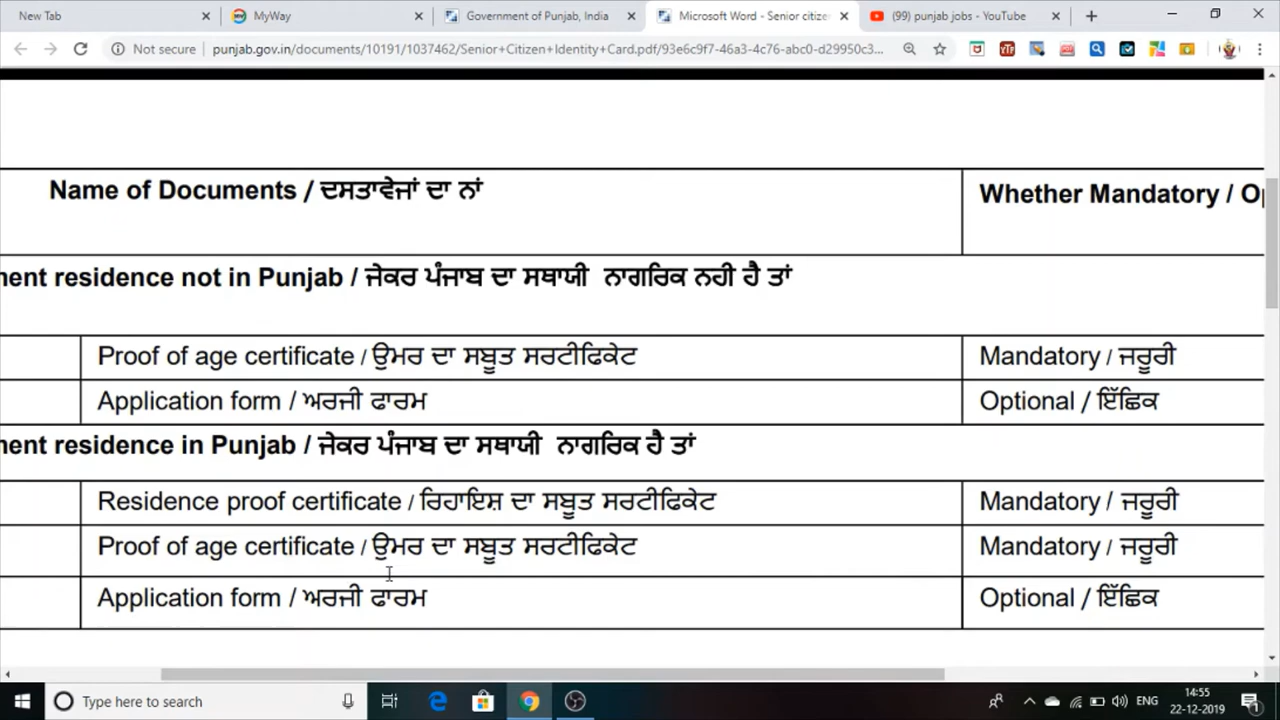 New Tab
MyWay
Government of Punjab, India
Microsoft Word - Senior citize
(99) punjab jobs - YouTube
Not secure
punjab.gov.in/documents/10191/1037462/Senior+Citizen+Identity+Card.pdf/93e6c9f7-46a3-4c76-abc0-d29950c3...
Name of Documents / ਦਸਤਾਵੇਜਾਂ ਦਾ ਨਾਂ
Whether Mandatory / Op
ment residence not in Punjab / ਜੇਕਰ ਪੰਜਾਬ ਦਾ ਸਥਾਯੀ ਨਾਗਰਿਕ ਨਹੀ ਹੈ ਤਾਂ
Proof of age certificate / ਉਮਰ ਦਾ ਸਬੂਤ ਸਰਟੀਫਿਕੇਟ
Mandatory / ਜਰੂਰੀ
Application form / ਅਰਜੀ ਫਾਰਮ
Optional / ਇੱਛਿਕ
ment residence in Punjab / ਜੇਕਰ ਪੰਜਾਬ ਦਾ ਸਥਾਯੀ ਨਾਗਰਿਕ ਹੈ ਤਾਂ
Residence proof certificate / ਰਿਹਾਇਸ਼ ਦਾ ਸਬੂਤ ਸਰਟੀਫਿਕੇਟ
Mandatory / ਜਰੂਰੀ
Proof of age certificate / ਉਮਰ ਦਾ ਸਬੂਤ ਸਰਟੀਫਿਕੇਟ
Mandatory / ਜਰੂਰੀ
Application form / ਅਰਜੀ ਫਾਰਮ
Optional / ਇੱਛਿਕ
Type here to search
ENG
14:55
22-12-2019